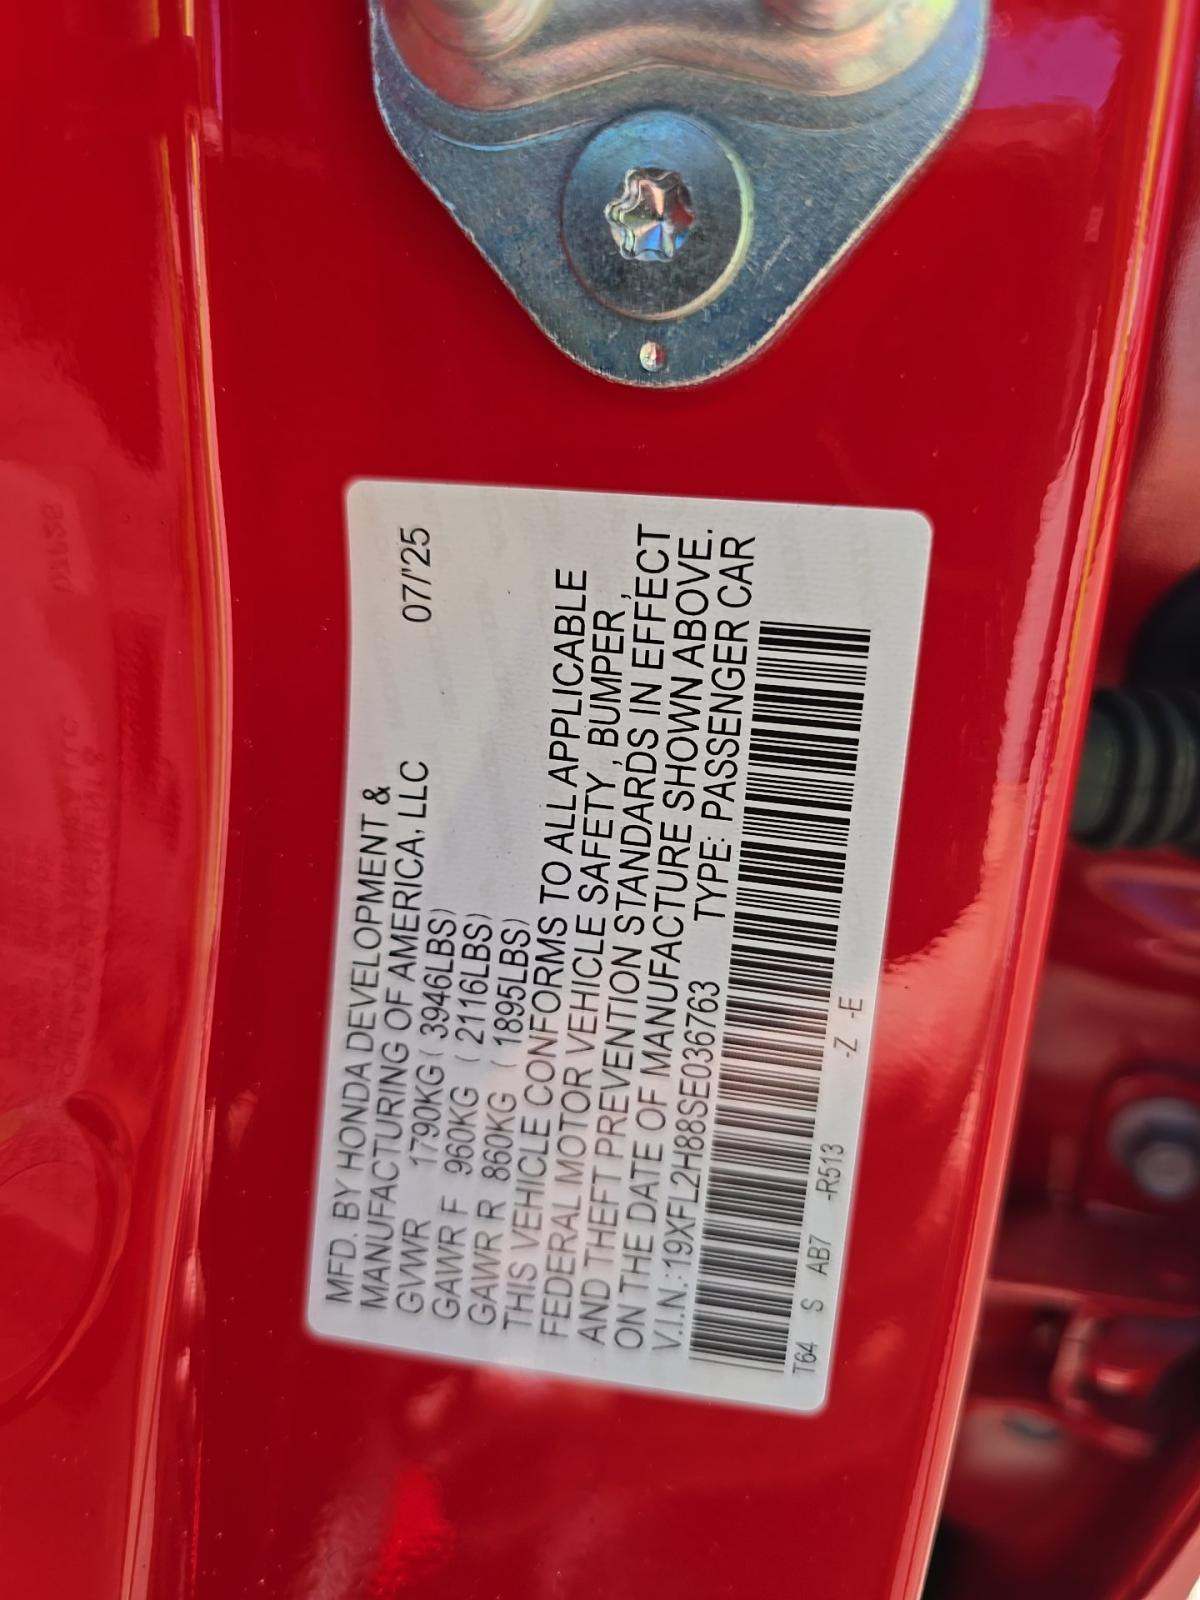 MFD. BY HONDA DEVELOPMENT &
MANUFACTURING OF AMERICA, LLC 07/'25
GVWR 1790KG ( 3946LBS)
GAWR F 960KG ( 2116LBS)
GAWR R 860KG ( 1895LBS)
THIS VEHICLE CONFORMS TO ALL APPLICABLE
FEDERAL MOTOR VEHICLE SAFETY , BUMPER ,
AND THEFT PREVENTION STANDARDS IN EFFECT
ON THE DATE OF MANUFACTURE SHOWN ABOVE.
V.I.N.:19XFL2H88SE036763 TYPE: PASSENGER CAR
T64 S AB7 -R513 -Z -E